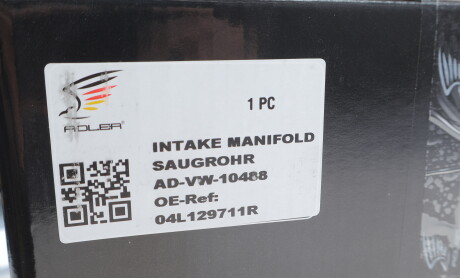 ADLER
1 PC
INTAKE MANIFOLD
SAUGROHR
AD-VW-10488
OE-Ref:
04L129711R